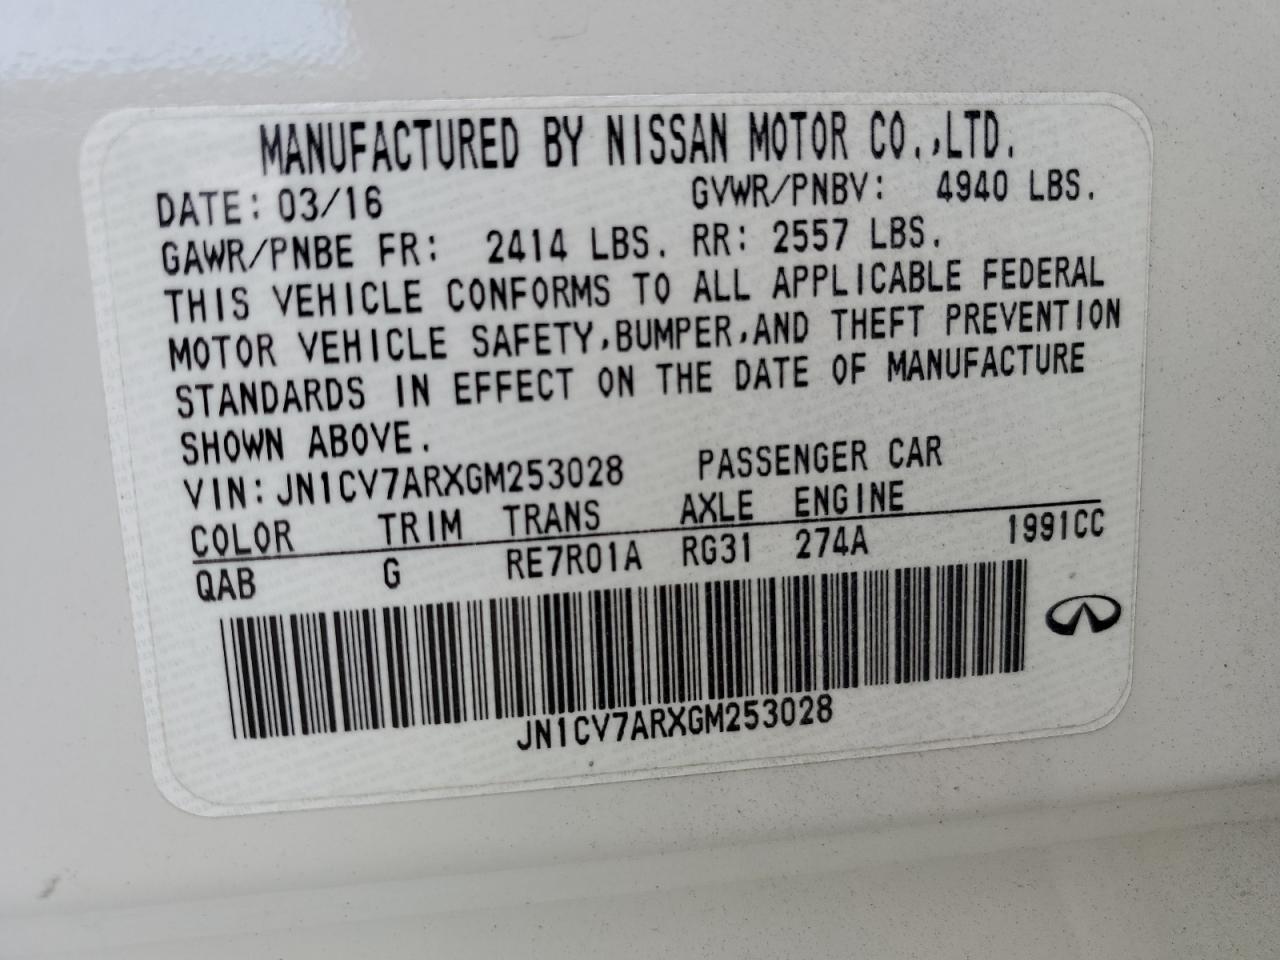 MANUFACTURED BY NISSAN MOTOR CO.,LTD.
DATE: 03/16 GVWR/PNBV: 4940 LBS.
GAWR/PNBE FR: 2414 LBS. RR: 2557 LBS.
THIS VEHICLE CONFORMS TO ALL APPLICABLE FEDERAL
MOTOR VEHICLE SAFETY,BUMPER,AND THEFT PREVENTION
STANDARDS IN EFFECT ON THE DATE OF MANUFACTURE
SHOWN ABOVE.
VIN: JN1CV7ARXGM253028 PASSENGER CAR
COLOR TRIM TRANS AXLE ENGINE
QAB G RE7R01A RG31 274A 1991CC
JN1CV7ARXGM253028